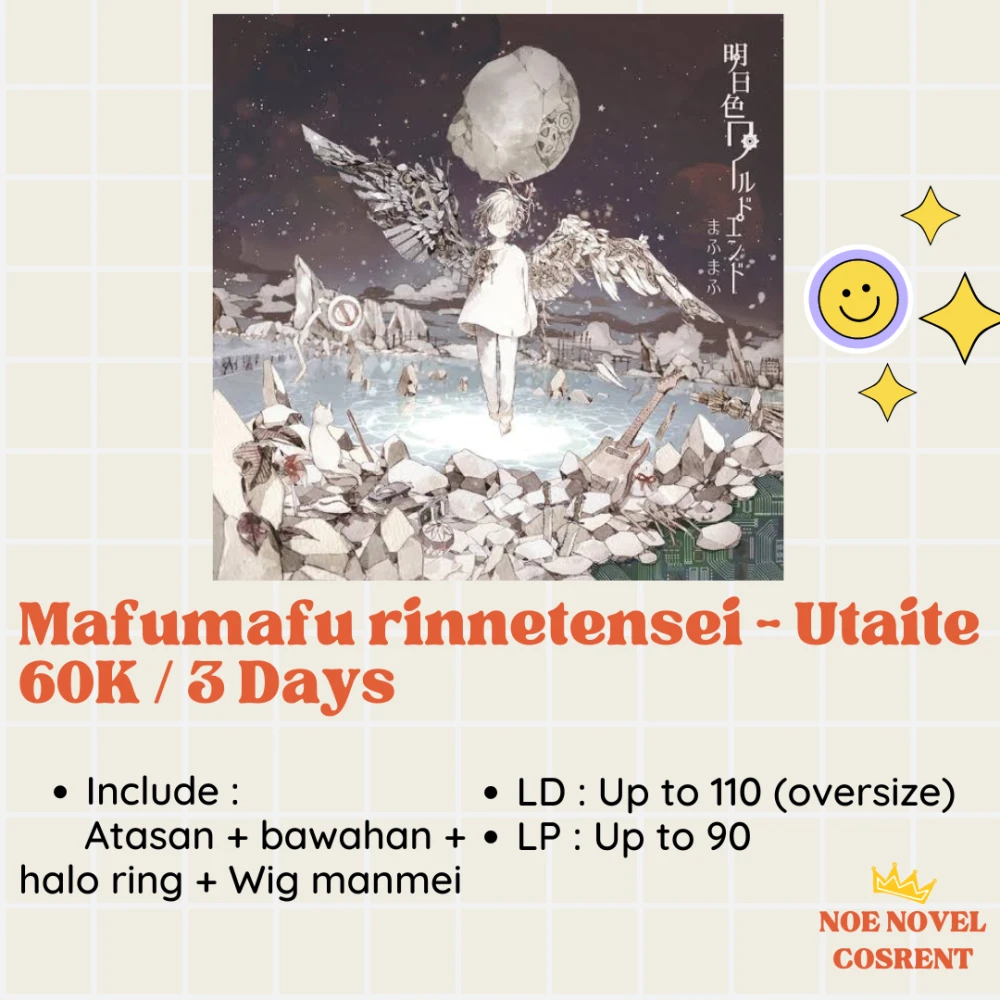 明日色ワールドエンド
まふまふ
Mafumafu rinnetensei - Utaite
60K / 3 Days
• Include :
Atasan + bawahan +
halo ring + Wig manmei
• LD : Up to 110 (oversize)
• LP : Up to 90
NOE NOVEL
COSRENT